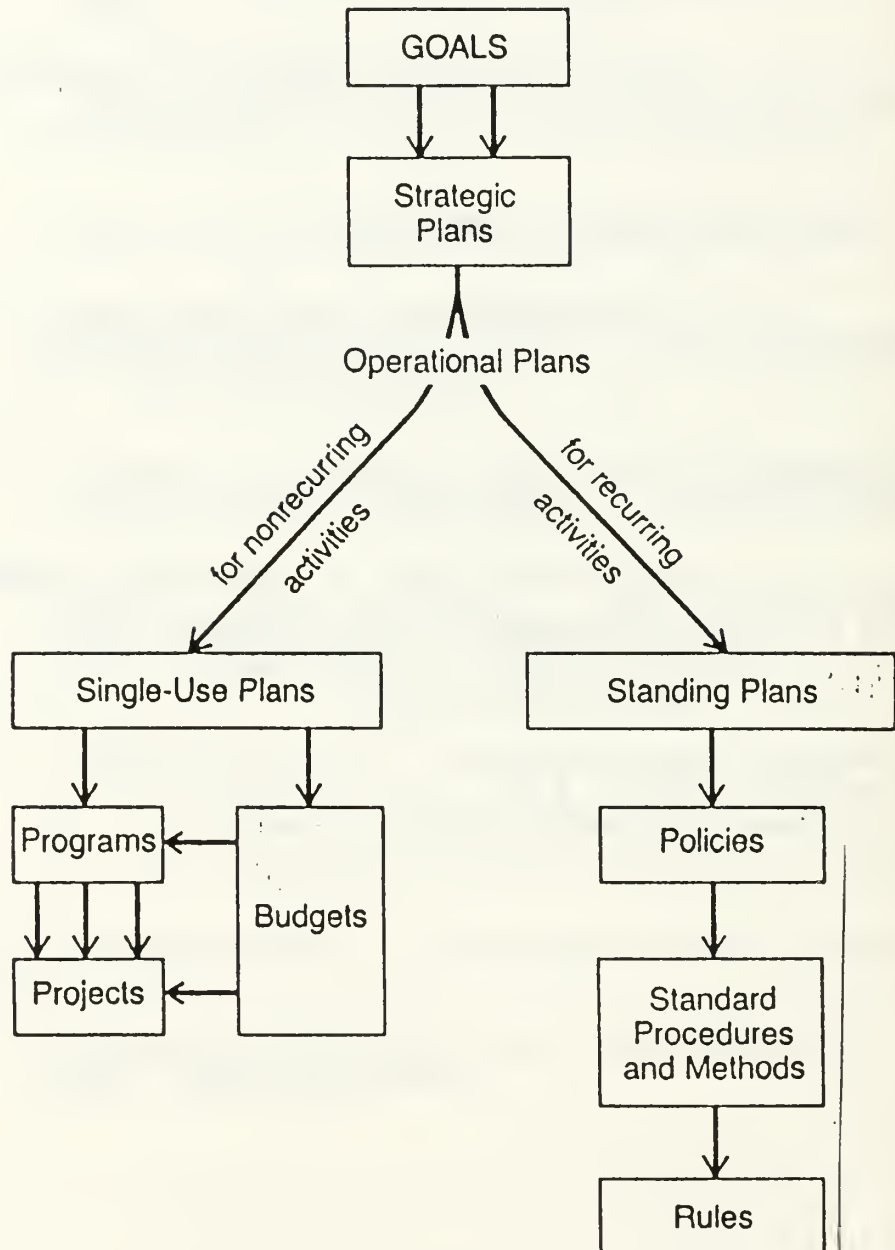 GOALS
Strategic
Plans
Operational Plans
for nonrecurring
activities
for recurring
activities
Single-Use Plans
Standing Plans
Programs
Budgets
Projects
Policies
Standard
Procedures
and Methods
Rules